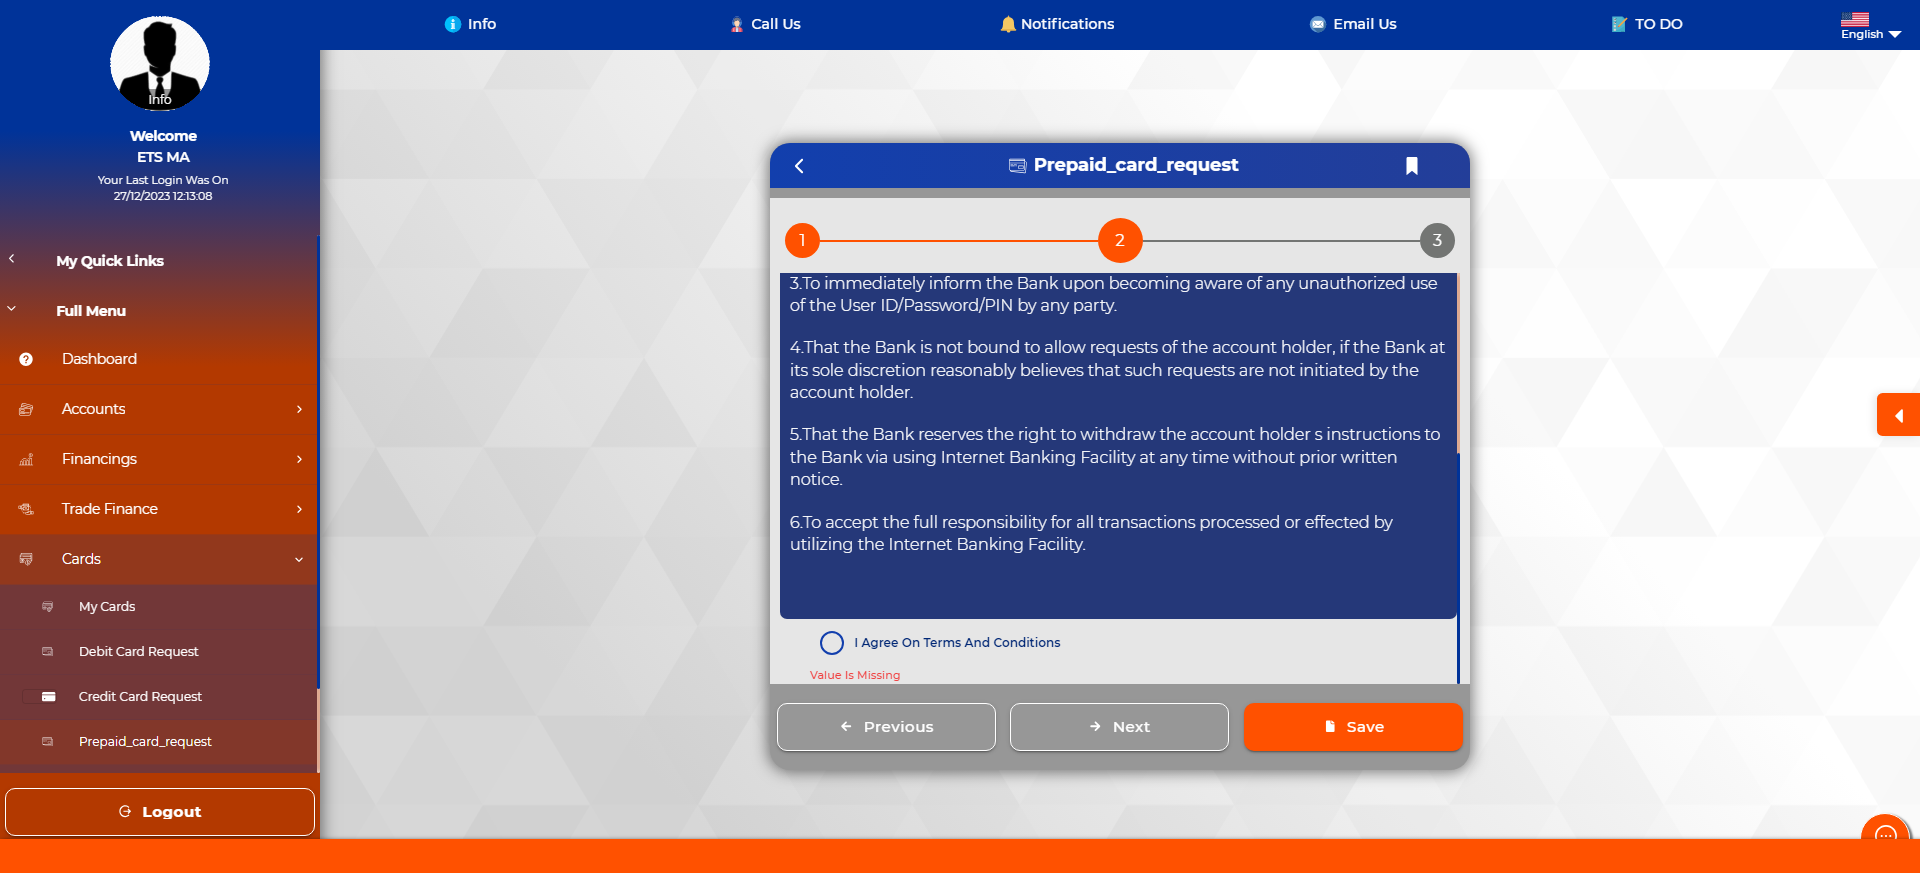 Info
Call Us
Notifications
Email Us
TO DO
English
Info
Welcome
ETS MA
Your Last Login Was On
27/12/2023 12:13:08
My Quick Links
Full Menu
Dashboard
Accounts
Financings
Trade Finance
Cards
My Cards
Debit Card Request
Credit Card Request
Prepaid_card_request
Logout
Prepaid_card_request
1
2
3
3.To immediately inform the Bank upon becoming aware of any unauthorized use
of the User ID/Password/PIN by any party.
4.That the Bank is not bound to allow requests of the account holder, if the Bank at
its sole discretion reasonably believes that such requests are not initiated by the
account holder.
5.That the Bank reserves the right to withdraw the account holder s instructions to
the Bank via using Internet Banking Facility at any time without prior written
notice.
6.To accept the full responsibility for all transactions processed or effected by
utilizing the Internet Banking Facility.
I Agree On Terms And Conditions
Value Is Missing
Previous
Next
Save